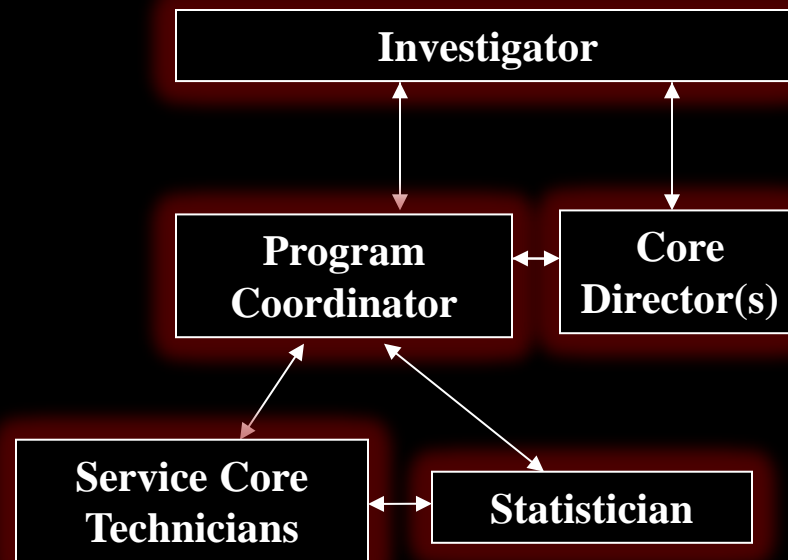 Investigator
Program
Coordinator
Core
Director(s)
Service Core
Technicians
Statistician